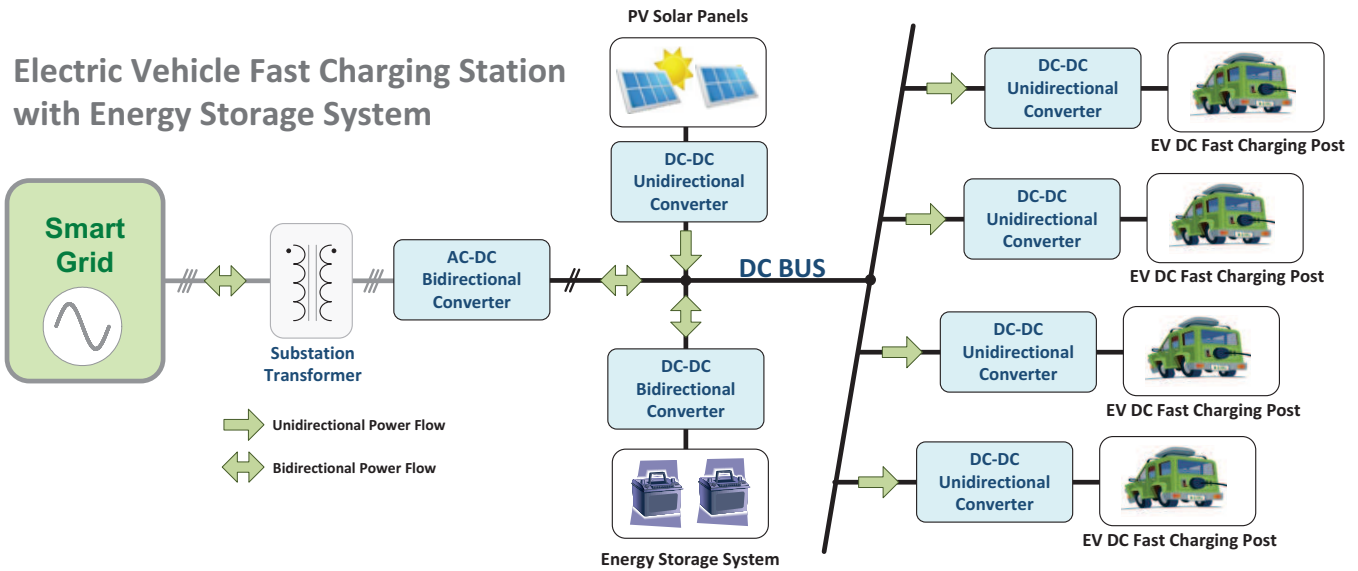 Electric Vehicle Fast Charging Station
with Energy Storage System
PV Solar Panels
DC-DC
Unidirectional
Converter
Smart
Grid
Substation
Transformer
AC-DC
Bidirectional
Converter
DC BUS
DC-DC
Bidirectional
Converter
Energy Storage System
Unidirectional Power Flow
Bidirectional Power Flow
DC-DC
Unidirectional
Converter
EV DC Fast Charging Post
DC-DC
Unidirectional
Converter
EV DC Fast Charging Post
DC-DC
Unidirectional
Converter
EV DC Fast Charging Post
DC-DC
Unidirectional
Converter
EV DC Fast Charging Post